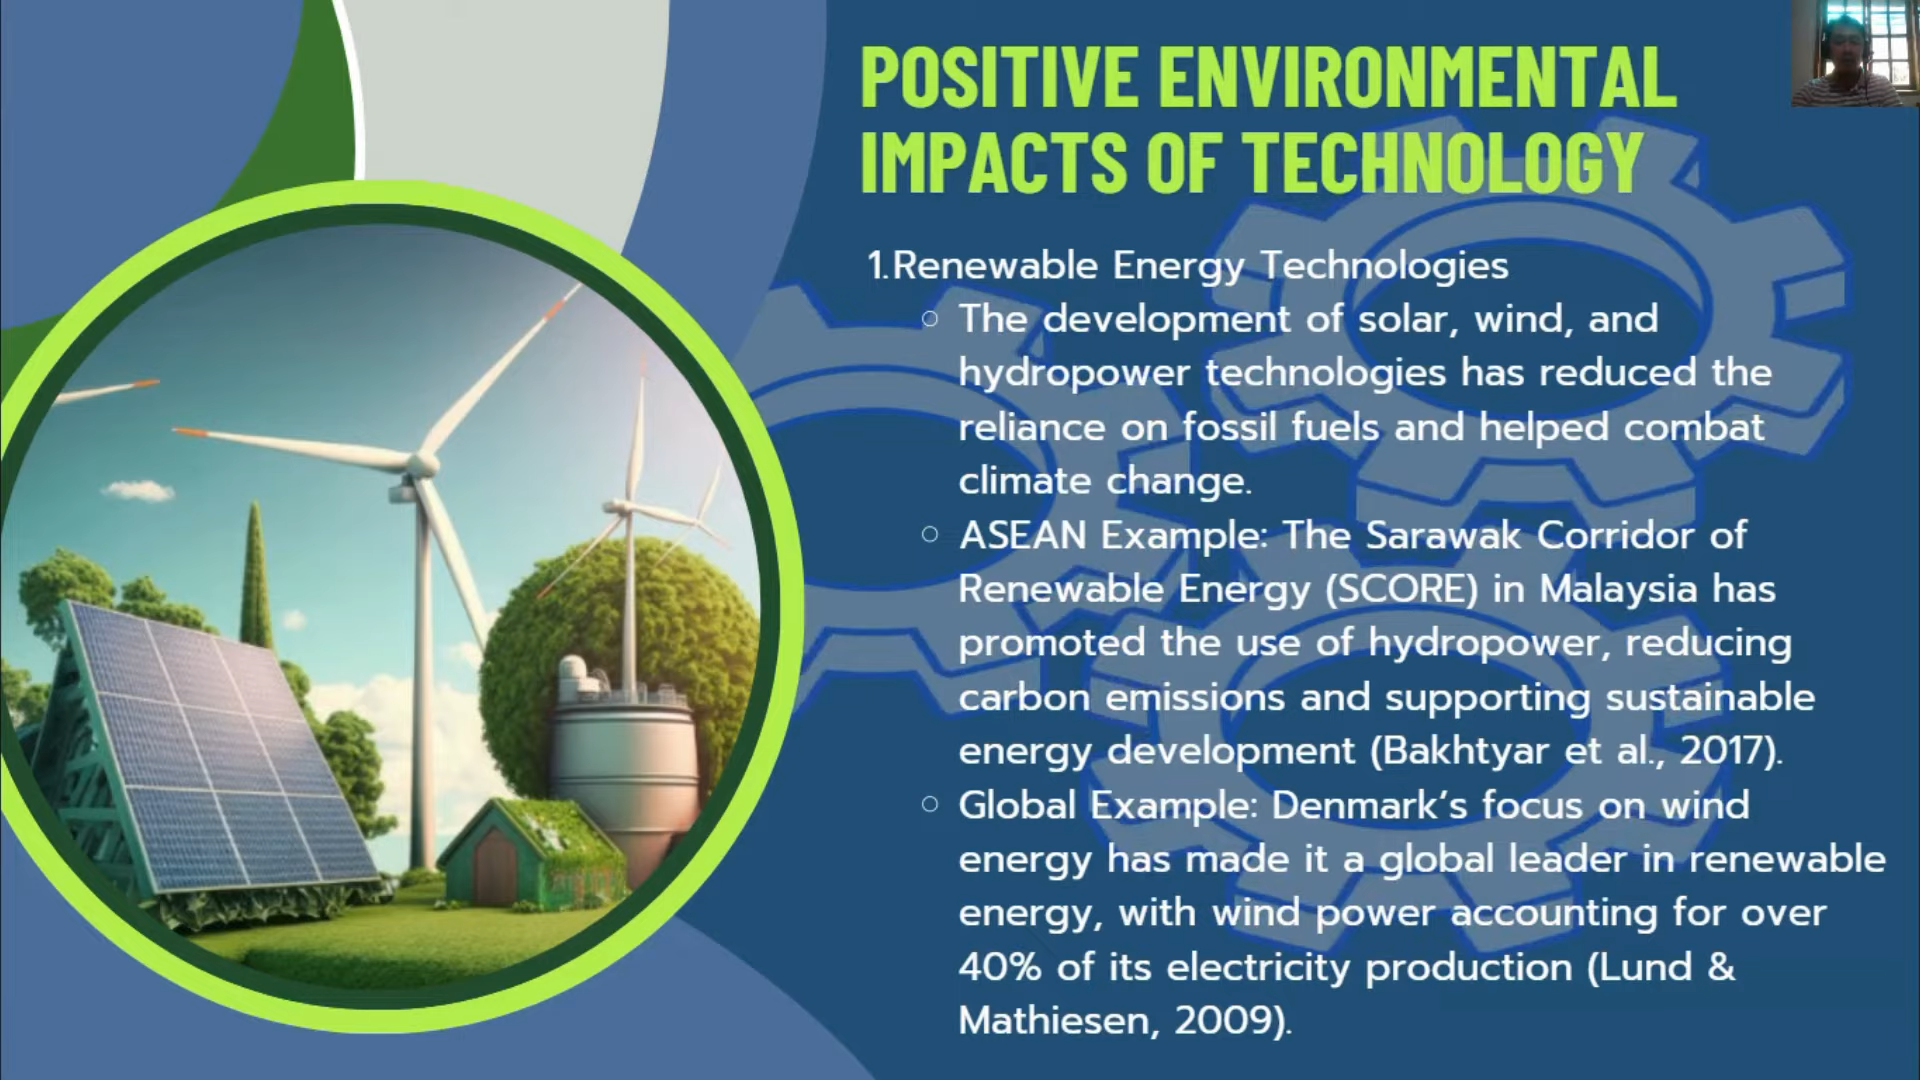 POSITIVE ENVIRONMENTAL
IMPACTS OF TECHNOLOGY
1.Renewable Energy Technologies
The development of solar, wind, and
hydropower technologies has reduced the
reliance on fossil fuels and helped combat
climate change.
ASEAN Example: The Sarawak Corridor of
Renewable Energy (SCORE) in Malaysia has
promoted the use of hydropower, reducing
carbon emissions and supporting sustainable
energy development (Bakhtyar et al., 2017).
Global Example: Denmark’s focus on wind
energy has made it a global leader in renewable
energy, with wind power accounting for over
40% of its electricity production (Lund &
Mathiesen, 2009).